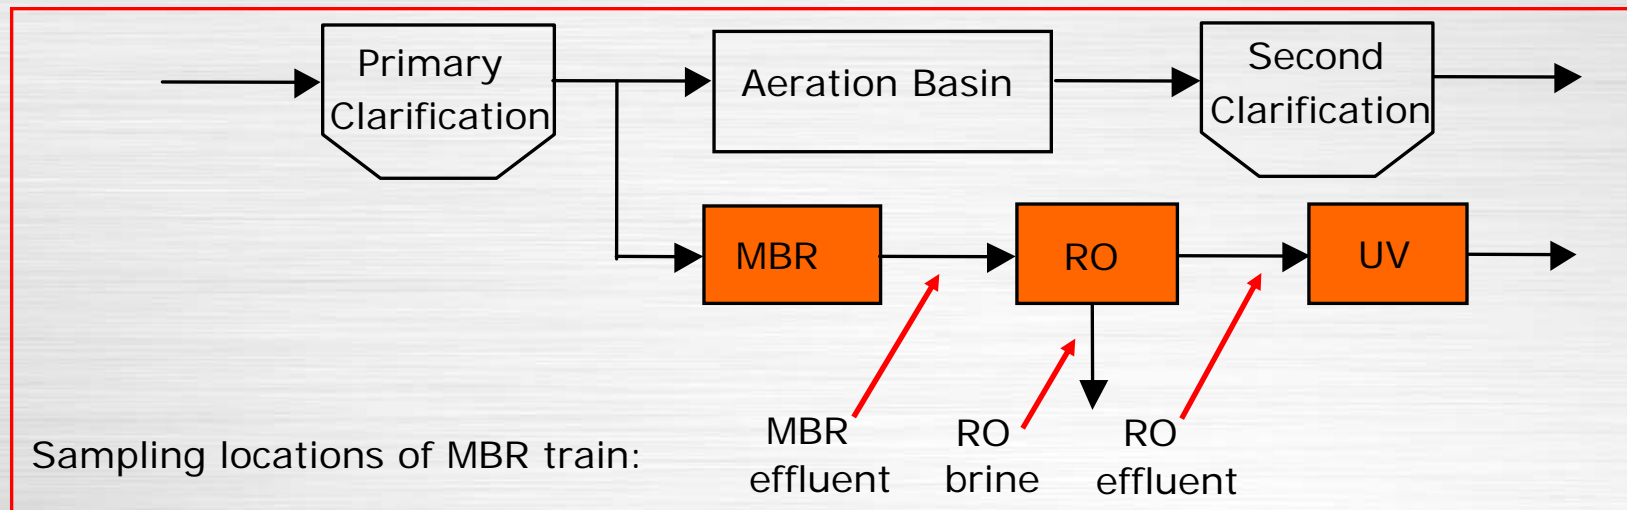 Primary
Clarification
Aeration Basin
Second
Clarification
MBR
RO
UV
Sampling locations of MBR train:
MBR
effluent
RO
brine
RO
effluent